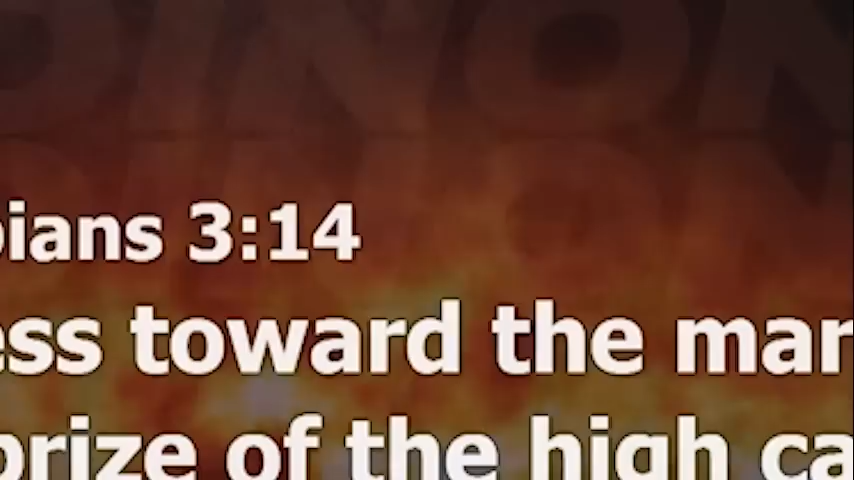 pians 3:14
ess toward the mar
prize of the high ca